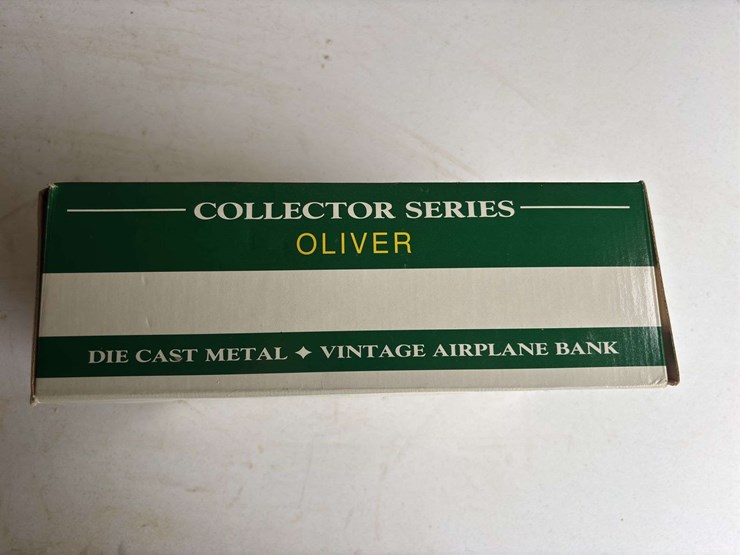 COLLECTOR SERIES
OLIVER
DIE CAST METAL ✦ VINTAGE AIRPLANE BANK